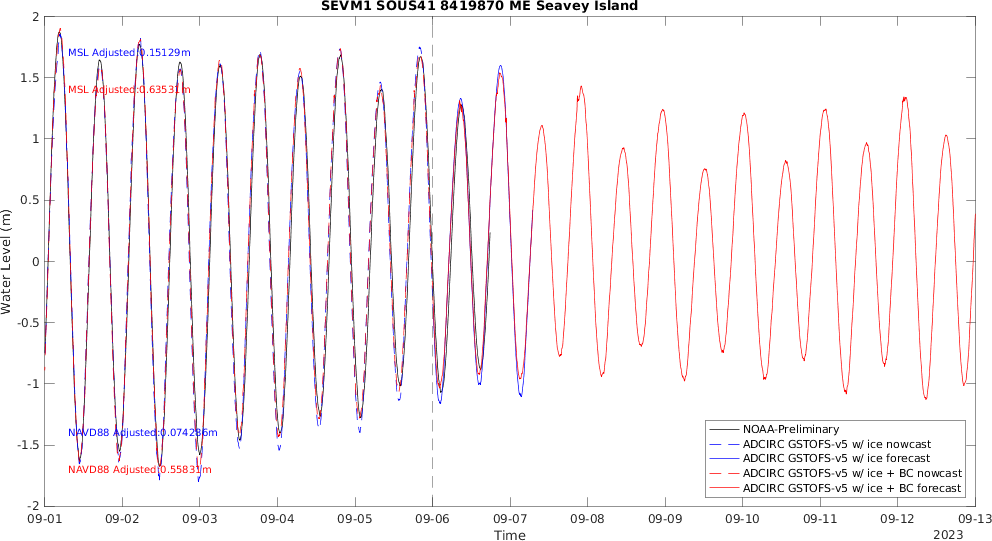 SEVM1 SOUS41 8419870 ME Seavey Island
2
1.5
1
0.5
0
-0.5
-1
-1.5
-2
Water Level (m)
MSL Adjusted:0.15129m
MSL Adjusted:0.63531m
NAVD88 Adjusted:0.074286m
NAVD88 Adjusted:0.55831m
NOAA-Preliminary
ADCIRC GSTOFS-v5 w/ ice nowcast
ADCIRC GSTOFS-v5 w/ ice forecast
ADCIRC GSTOFS-v5 w/ ice + BC nowcast
ADCIRC GSTOFS-v5 w/ ice + BC forecast
09-01 09-02 09-03 09-04 09-05 09-06 09-07 09-08 09-09 09-10 09-11 09-12 09-13
Time
2023